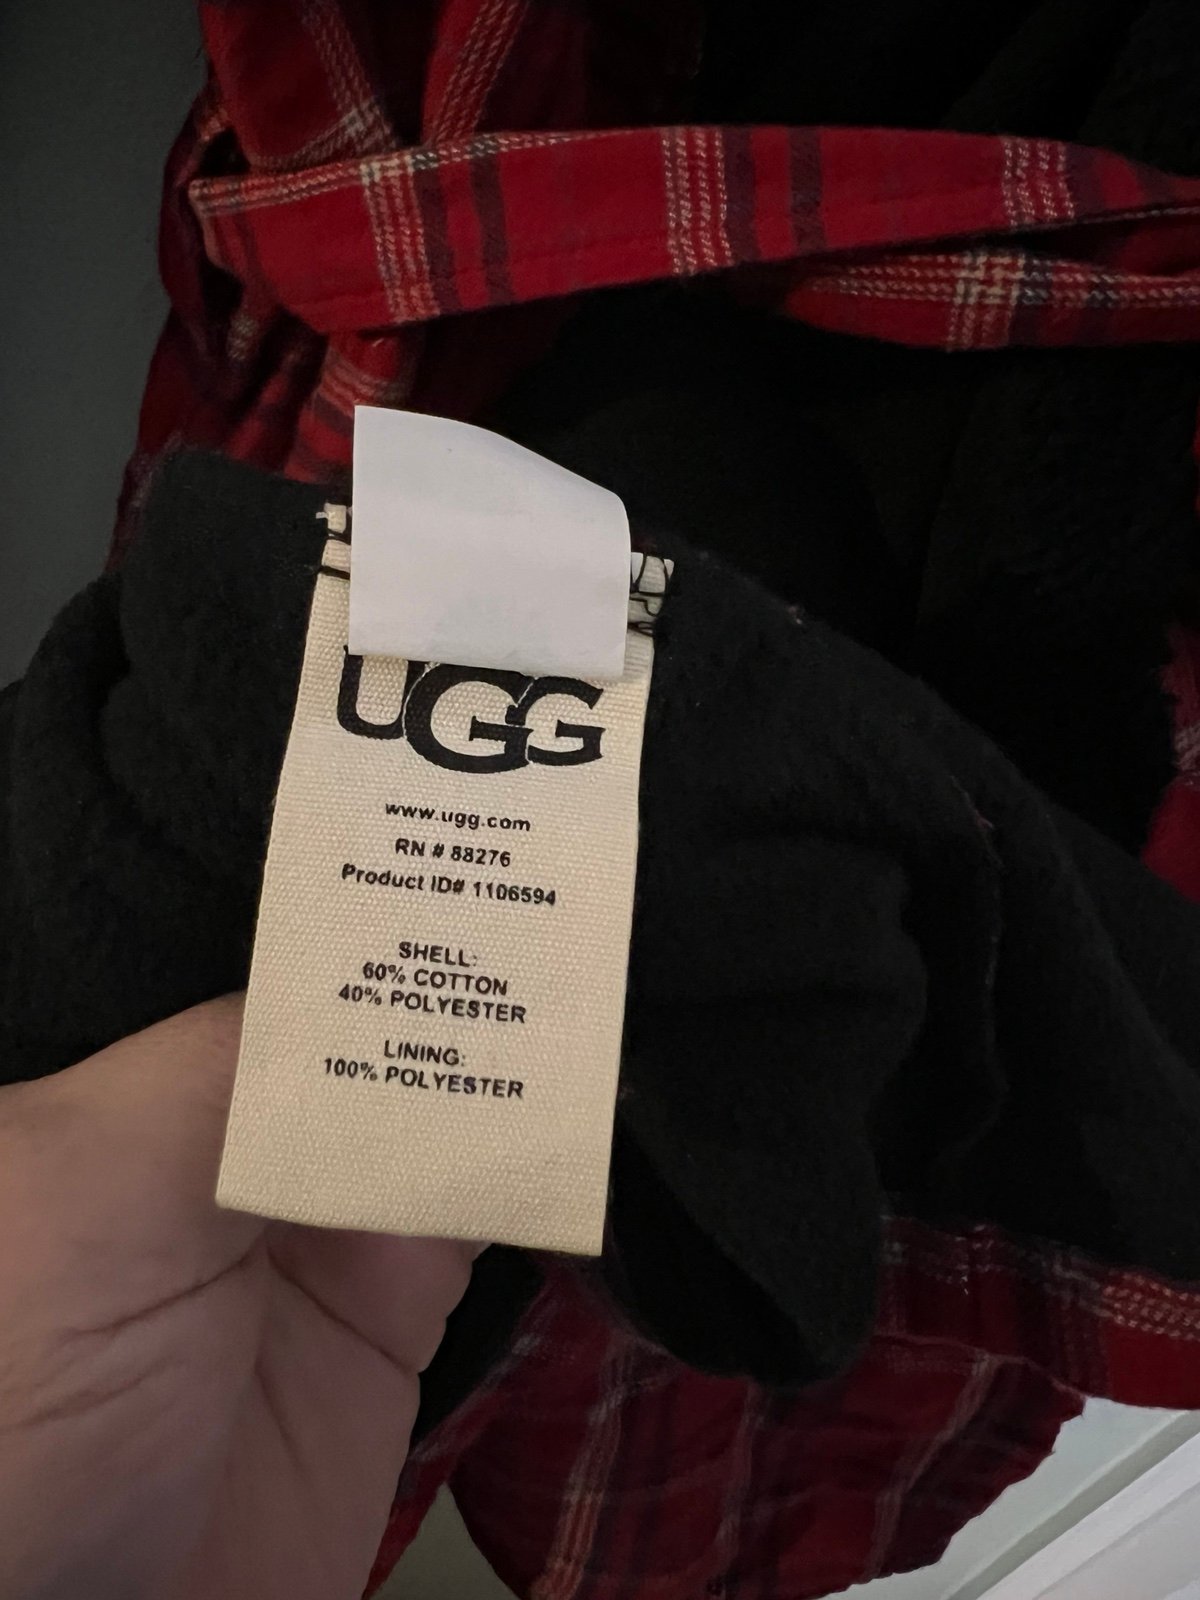 UGG
www.ugg.com
RN # 88276
Product ID# 1106594
SHELL:
60% COTTON
40% POLYESTER
LINING:
100% POLYESTER